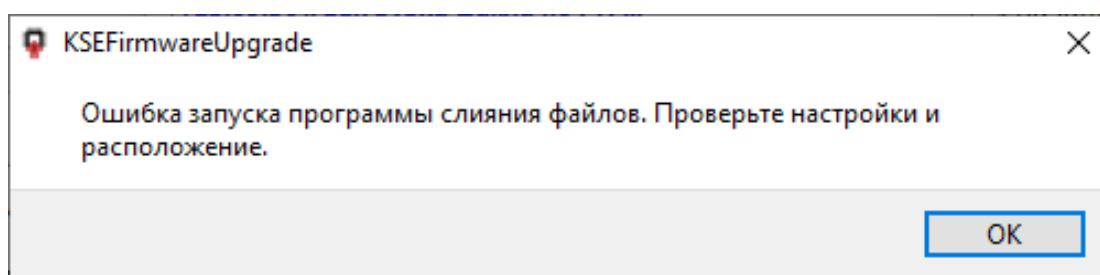 KSEFirmwareUpgrade
Ошибка запуска программы слияния файлов. Проверьте настройки и
расположение.
OK